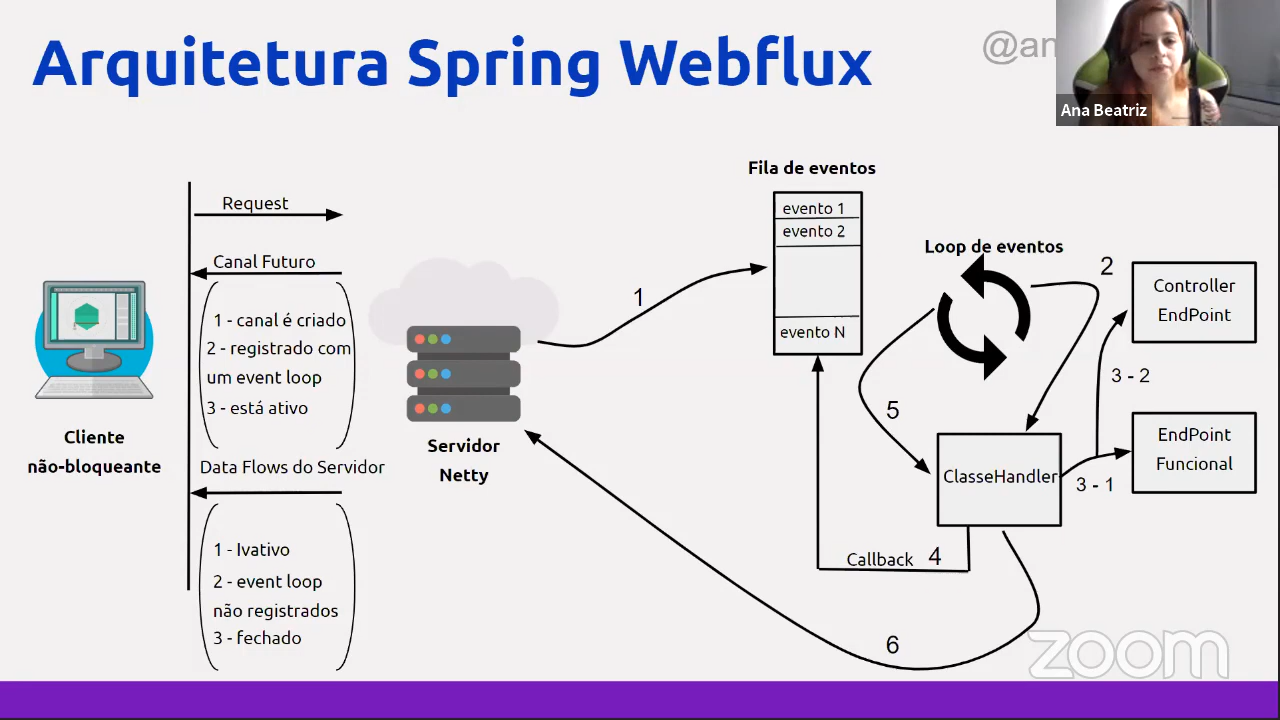 Arquitetura Spring Webflux
@an
Ana Beatriz
Request
Canal Futuro
1 - canal é criado
2 - registrado com
um event loop
3 - está ativo
Data Flows do Servidor
1 - Ivativo
2 - event loop
não registrados
3 - fechado
Cliente
não-bloqueante
Servidor
Netty
1
Fila de eventos
evento 1
evento 2
evento N
Loop de eventos
2
Controller
EndPoint
3 - 2
5
EndPoint
Funcional
ClasseHandler
3 - 1
Callback 4
6
zoom